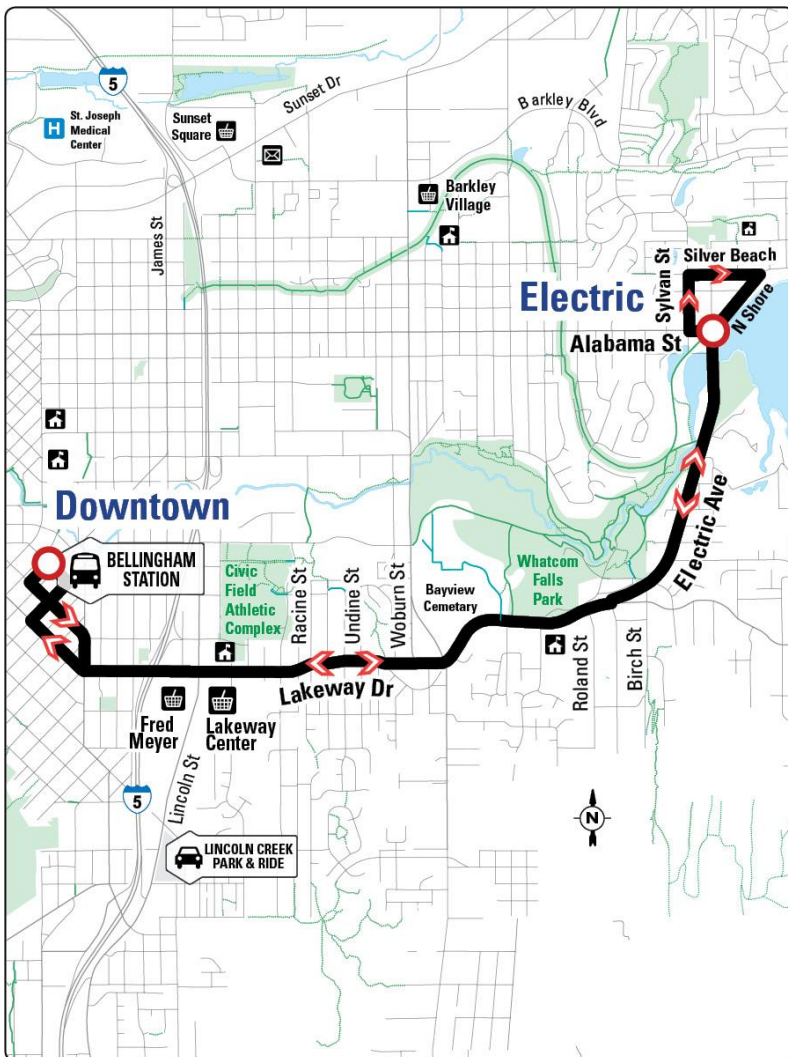 5
H
St. Joseph
Medical
Center
Sunset
Square
Sunset Dr
Barkley Blvd
Barkley
Village
James St
Silver Beach
Sylvan St
Electric
N Shore
Alabama St
Downtown
BELLINGHAM
STATION
Civic
Field
Athletic
Complex
Racine St
Undine St
Woburn St
Bayview
Cemetary
Whatcom
Falls
Park
Electric Ave
Roland St
Birch St
Lakeway Dr
Fred
Meyer
Lakeway
Center
Lincoln St
5
N
LINCOLN CREEK
PARK & RIDE